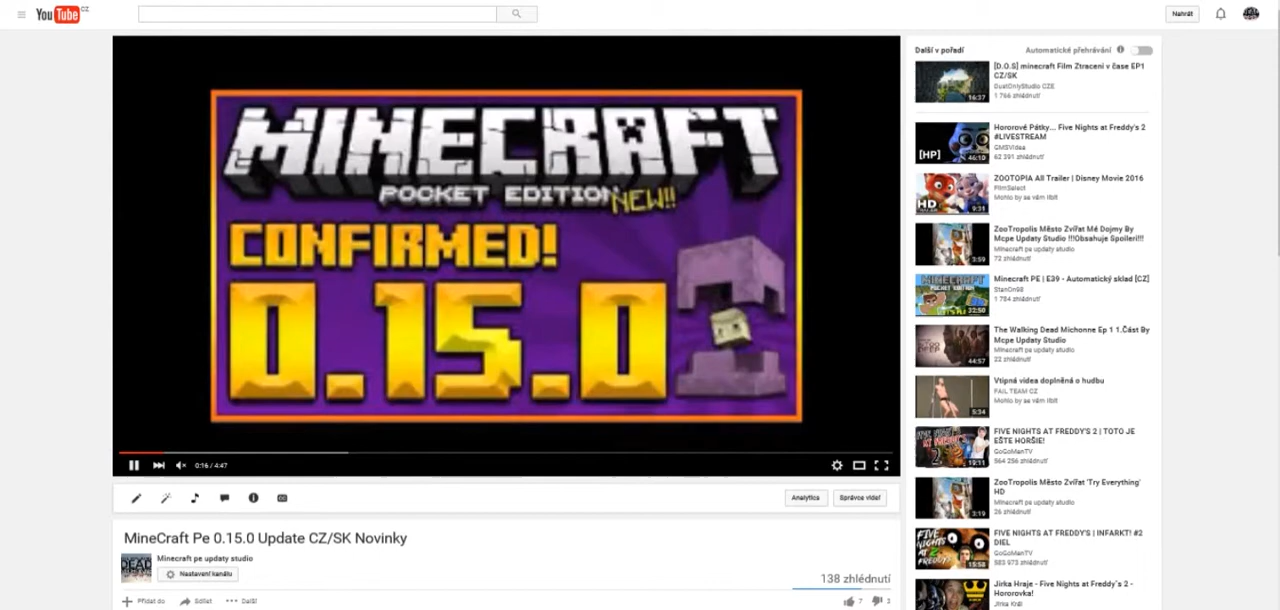 YouTube CZ
Nahrát
MINECRAFT
POCKET EDITION
NEW!!
CONFIRMED!
0.15.0
0:16 / 4:47
Analytics
Správce videí
MineCraft Pe 0.15.0 Update CZ/SK Novinky
Minecraft pe updaty studio
Nastavení kanálu
138 zhlédnutí
Přidat do
Sdílet
Další
7
3
Další v pořadí
Automatické přehrávání
[D.O.S] minecraft Film Ztraceni v čase EP1
CZ/SK
DustOnlyStudio CZE
1 766 zhlédnutí
16:37
Hororové Pátky... Five Nights at Freddy's 2
#LIVESTREAM
GMSVidea
62 391 zhlédnutí
[HP]
46:10
ZOOTOPIA All Trailer | Disney Movie 2016
FilmSelect
Mohlo by se vám líbit
HD
9:31
ZooTropolis Město Zvířat Mé Dojmy By
Mcpe Updaty Studio !!!Obsahuje Spoileri!!!
Minecraft pe updaty studio
72 zhlédnutí
3:59
Minecraft PE | E39 - Automatický sklad [CZ]
StanOn98
1 784 zhlédnutí
MINECRAFT
POCKET EDITION
32:50
The Walking Dead Michonne Ep 1 1.Část By
Mcpe Updaty Studio
Minecraft pe updaty studio
22 zhlédnutí
44:57
Vtipná videa doplněná o hudbu
FAIL TEAM CZ
Mohlo by se vám líbit
5:34
FIVE NIGHTS AT FREDDY'S 2 | TOTO JE
EŠTE HORŠIE!
GoGoManTV
564 256 zhlédnutí
19:11
ZooTropolis Město Zvířat 'Try Everything'
HD
Minecraft pe updaty studio
26 zhlédnutí
3:19
FIVE NIGHTS AT FREDDY'S | INFARKT! #2
DIEL
GoGoManTV
583 973 zhlédnutí
15:58
Jirka Hraje - Five Nights at Freddy's 2 -
Hororovka!
Jirka Král